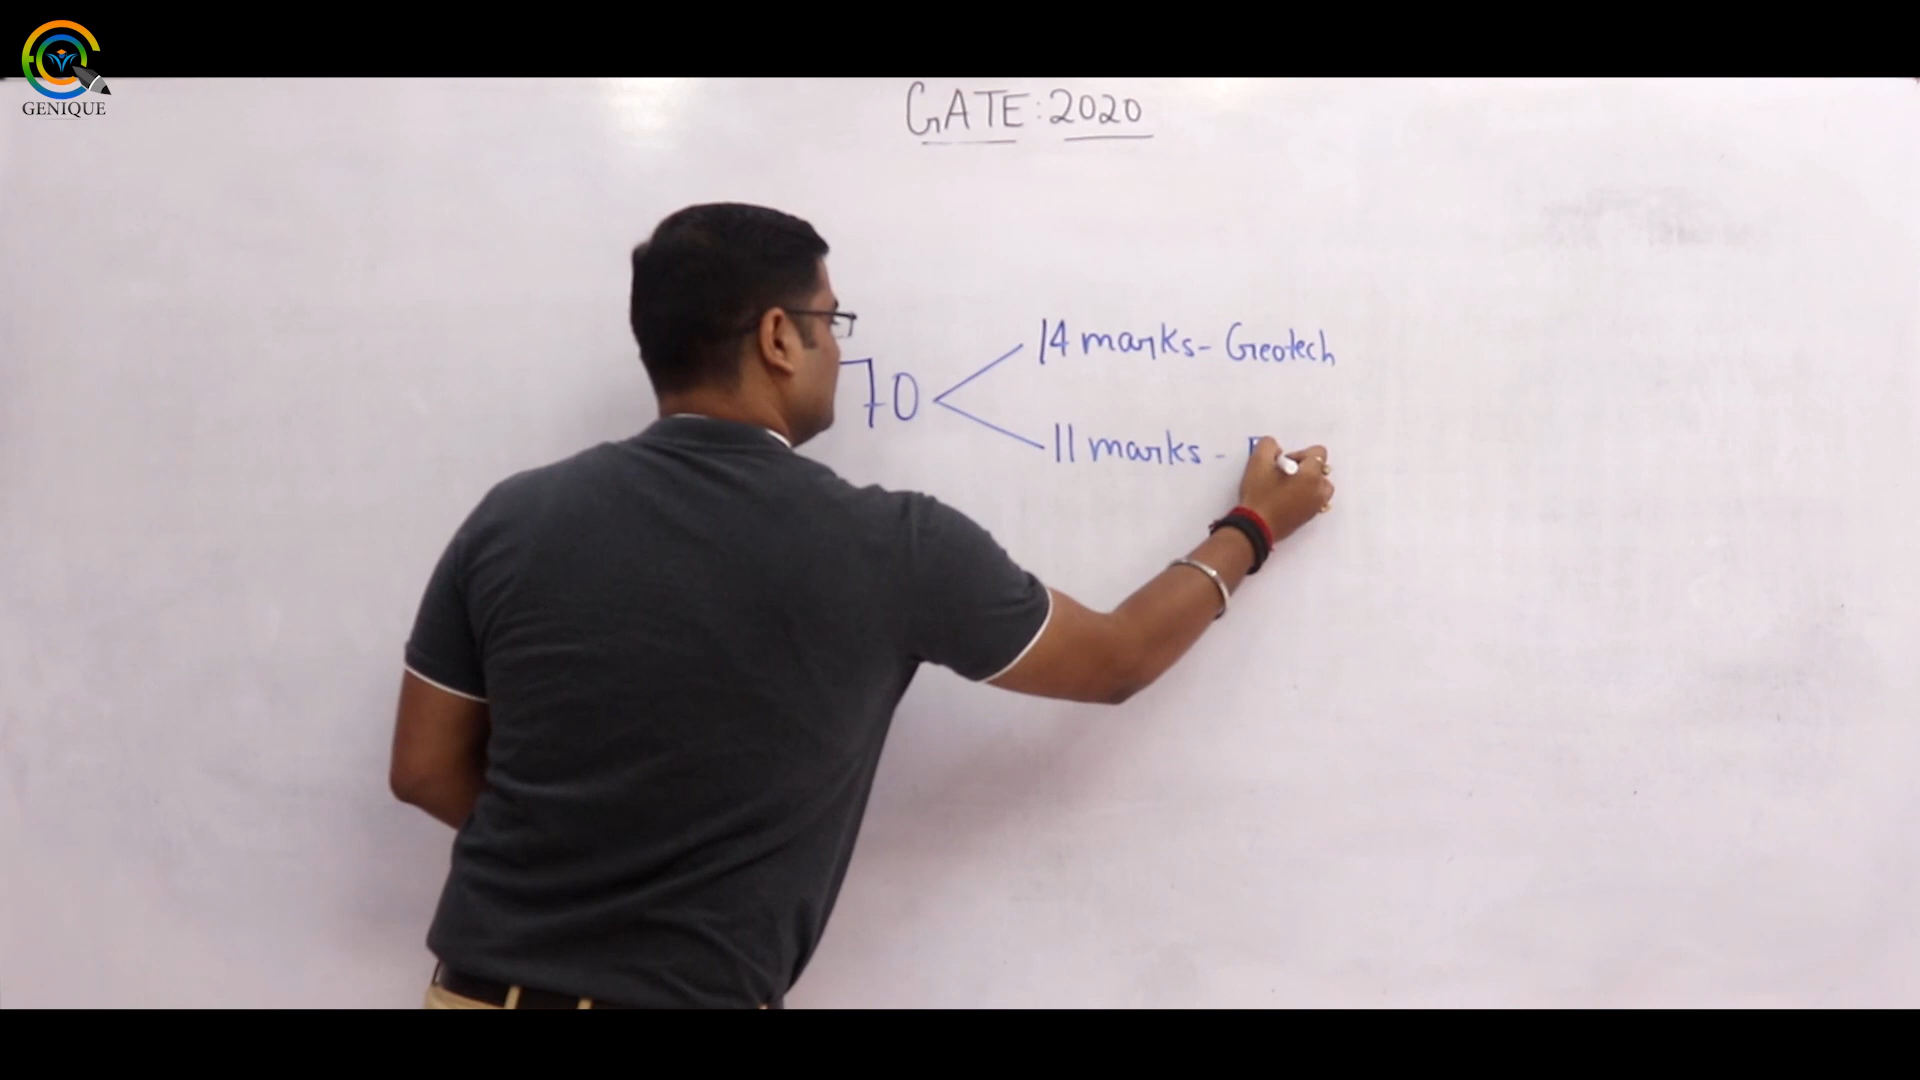 GENIQUE
GATE: 2020
14 marks - Geotech
70
11 marks -